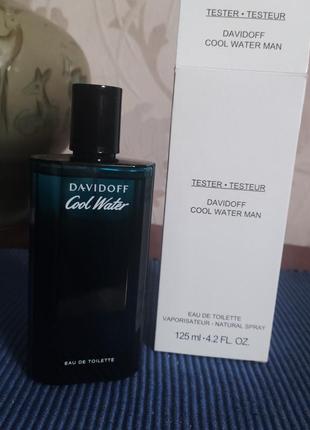 TESTER • TESTEUR
DAVIDOFF
COOL WATER MAN
TESTER • TESTEUR
DAVIDOFF
COOL WATER MAN
EAU DE TOILETTE
VAPORISATEUR - NATURAL SPRAY
125 ml • 4.2 FL. OZ.
DAVIDOFF
Cool Water
EAU DE TOILETTE